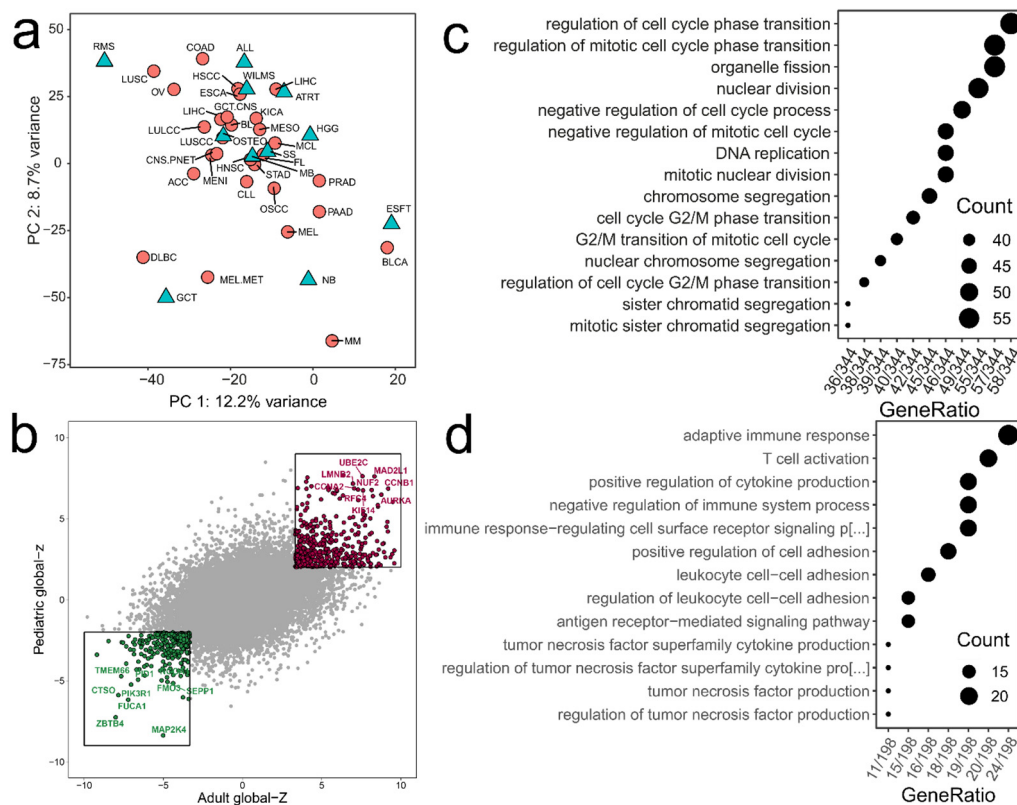 a
50
25
0
−25
−50
−75
PC 2: 8.7% variance
−40
−20
0
20
PC 1: 12.2% variance
RMS
COAD
ALL
LUSC
HSCC
WILMS
LIHC
OV
ESCA
ATRT
GCT.CNS
KICA
LIHC
BL
MESO
HGG
LULCC
OSTEO
MCL
LUSCC
SS
CNS.PNET
HNSC
FL
MB
STAD
ACC
MENI
PRAD
CLL
OSCC
PAAD
ESFT
MEL
BLCA
DLBC
MEL.MET
NB
GCT
MM
b
10
5
0
−5
−10
Pediatric global−z
−10
−5
0
5
10
Adult global−Z
UBE2C
LMNB2
NUF2
MAD2L1
CCNA2
CCNB1
RFC4
AURKA
KIF14
TMEM66
PID1
CTSO
PIK3R1
FMO3
SEPP1
FUCA1
ZBTB4
MAP2K4
c
regulation of cell cycle phase transition
regulation of mitotic cell cycle phase transition
organelle fission
nuclear division
negative regulation of cell cycle process
negative regulation of mitotic cell cycle
DNA replication
mitotic nuclear division
chromosome segregation
cell cycle G2/M phase transition
G2/M transition of mitotic cell cycle
nuclear chromosome segregation
regulation of cell cycle G2/M phase transition
sister chromatid segregation
mitotic sister chromatid segregation
Count
40
45
50
55
36/344
38/344
39/344
40/344
42/344
45/344
46/344
49/344
55/344
57/344
58/344
GeneRatio
d
adaptive immune response
T cell activation
positive regulation of cytokine production
negative regulation of immune system process
immune response−regulating cell surface receptor signaling p[...]
positive regulation of cell adhesion
leukocyte cell−cell adhesion
regulation of leukocyte cell−cell adhesion
antigen receptor−mediated signaling pathway
tumor necrosis factor superfamily cytokine production
regulation of tumor necrosis factor superfamily cytokine pro[...]
tumor necrosis factor production
regulation of tumor necrosis factor production
Count
15
20
11/198
15/198
16/198
18/198
19/198
20/198
24/198
GeneRatio